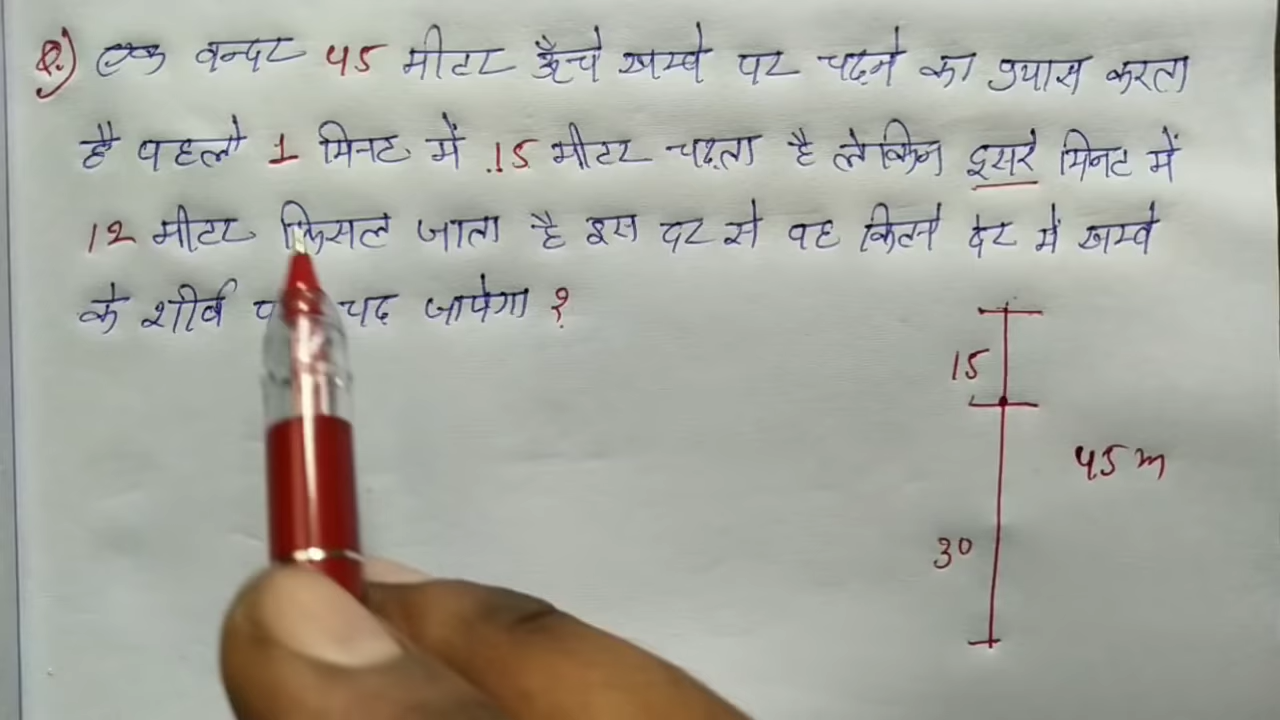 Q.) एक बन्दर 45 मीटर ऊँचे खम्बे पर चढ़ने का प्रयास करता
है पहले 1 मिनट में 15 मीटर चढ़ता है लेकिन दूसरे मिनट में
12 मीटर फिसल जाता है इस दर से वह कितने देर में खम्बे
के शीर्ष चढ जायेगा ?
15
45 m
30